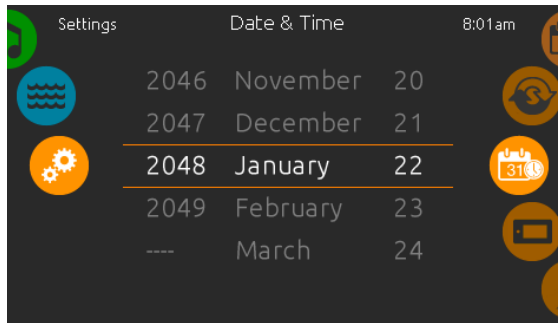 Settings Date & Time 8:01am
2046 November 20
2047 December 21
2048 January 22
31
2049 February 23
---- March 24